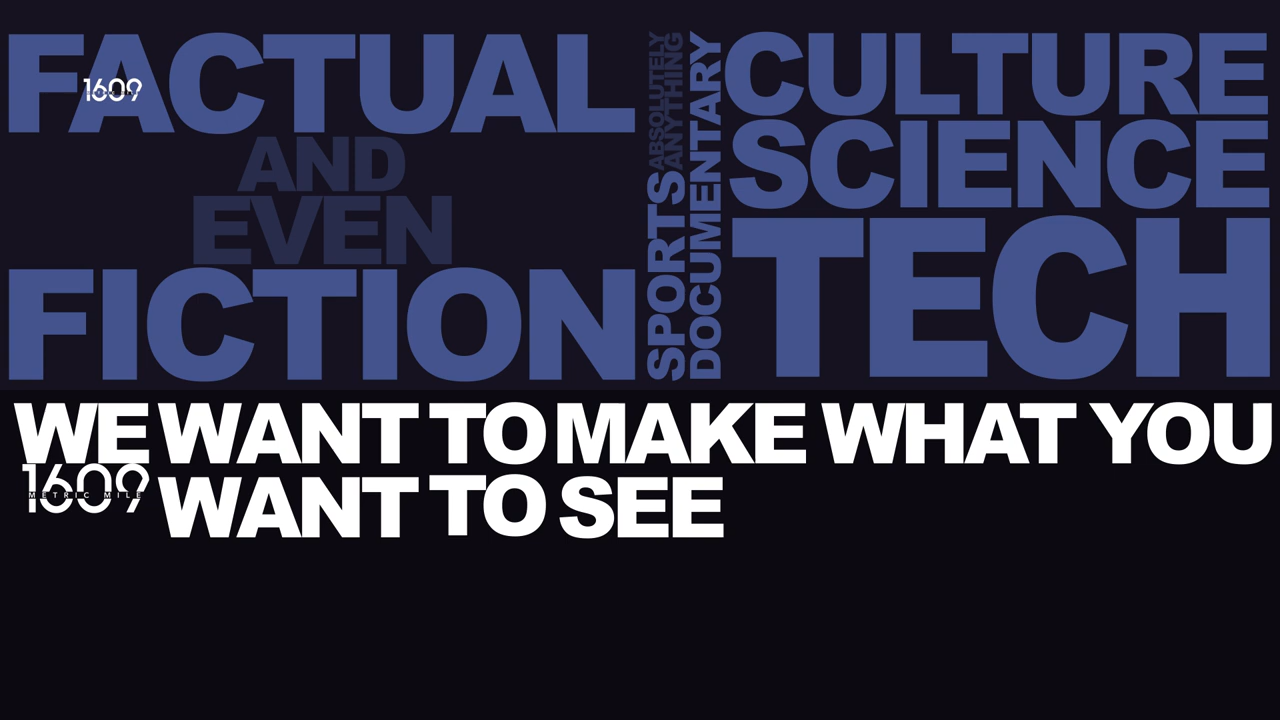 FACTUAL
1609
AND
EVEN
FICTION
SPORTS
ABSOLUTELY
ANYTHING
DOCUMENTARY
CULTURE
SCIENCE
TECH
WE WANT TO MAKE WHAT YOU
1609
METRIC MILE
WANT TO SEE